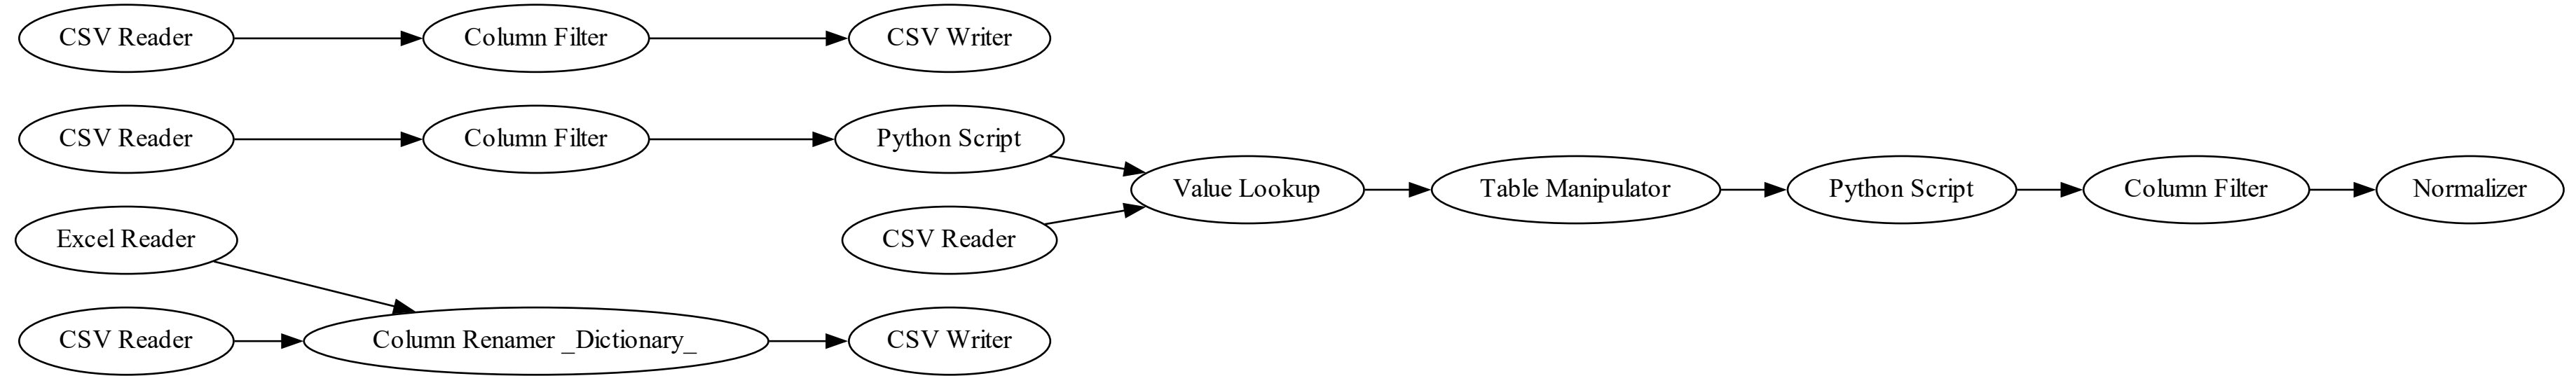 CSV Reader
Column Filter
CSV Writer
CSV Reader
Column Filter
Python Script
Value Lookup
Table Manipulator
Python Script
Column Filter
Normalizer
Excel Reader
CSV Reader
CSV Reader
Column Renamer _Dictionary_
CSV Writer